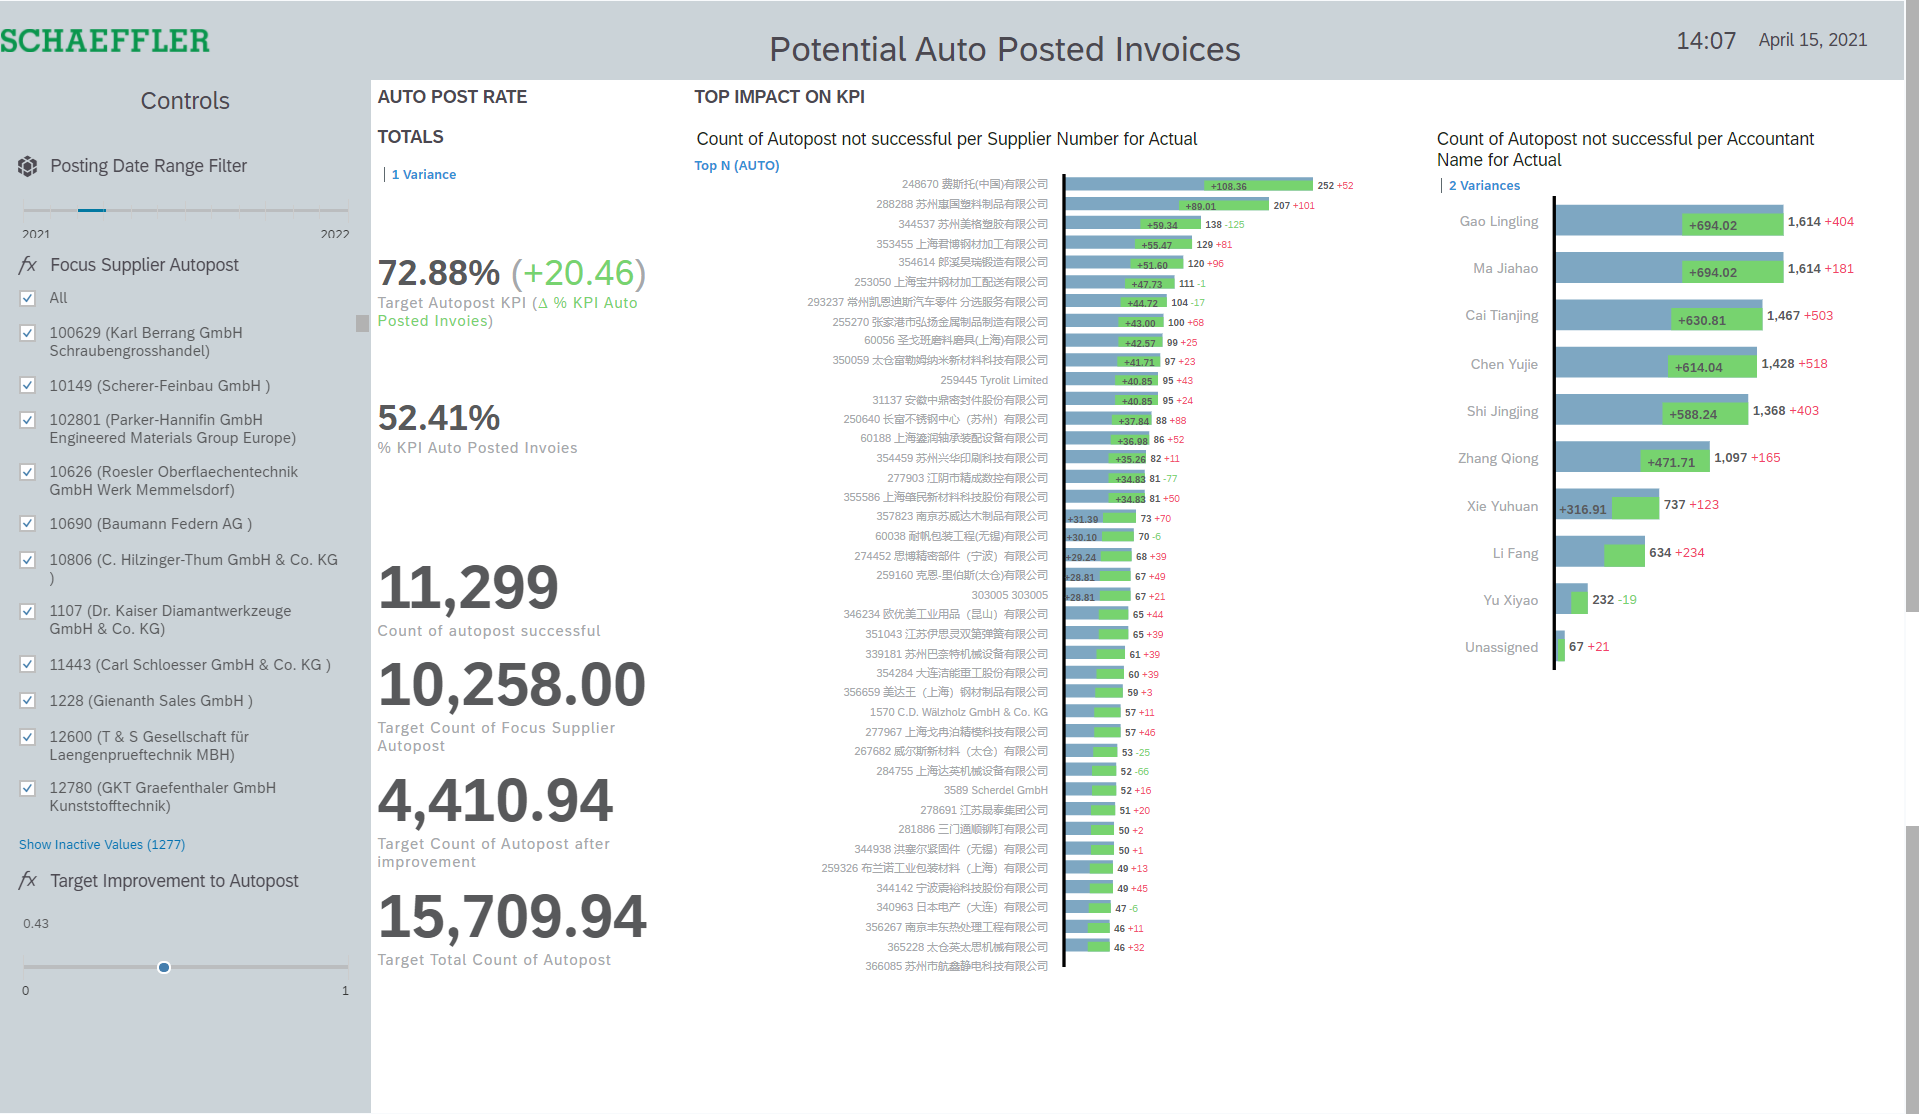 SCHAEFFLER
Potential Auto Posted Invoices
14:07 April 15, 2021
Controls
Posting Date Range Filter
2021 2022
fx Focus Supplier Autopost
All
100629 (Karl Berrang GmbH
Schraubengrosshandel)
10149 (Scherer-Feinbau GmbH )
102801 (Parker-Hannifin GmbH
Engineered Materials Group Europe)
10626 (Roesler Oberflaechentechnik
GmbH Werk Memmelsdorf)
10690 (Baumann Federn AG )
10806 (C. Hilzinger-Thum GmbH & Co. KG
)
1107 (Dr. Kaiser Diamantwerkzeuge
GmbH & Co. KG)
11443 (Carl Schloesser GmbH & Co. KG )
1228 (Gienanth Sales GmbH )
12600 (T & S Gesellschaft für
Laengenprueftechnik MBH)
12780 (GKT Graefenthaler GmbH
Kunststofftechnik)
Show Inactive Values (1277)
fx Target Improvement to Autopost
0.43
0 1
AUTO POST RATE
TOTALS
1 Variance
72.88% (+20.46)
Target Autopost KPI (Δ % KPI Auto
Posted Invoies)
52.41%
% KPI Auto Posted Invoies
11,299
Count of autopost successful
10,258.00
Target Count of Focus Supplier
Autopost
4,410.94
Target Count of Autopost after
improvement
15,709.94
Target Total Count of Autopost
TOP IMPACT ON KPI
Count of Autopost not successful per Supplier Number for Actual
Top N (AUTO)
248670 费斯托(中国)有限公司 +108.36 252 +52
288288 苏州惠国塑料制品有限公司 +89.01 207 +101
344537 苏州美格塑胶有限公司 +59.34 138 -125
353455 上海君博钢材加工有限公司 +55.47 129 +81
354614 郎溪昊瑞锻造有限公司 +51.60 120 +96
253050 上海宝井钢材加工配送有限公司 +47.73 111 -1
293237 常州凯恩迪斯汽车零件 分选服务有限公司 +44.72 104 -17
255270 张家港市弘扬金属制品制造有限公司 +43.00 100 +68
60056 圣戈班磨料磨具(上海)有限公司 +42.57 99 +25
350059 太仓富勒姆纳米新材料科技有限公司 +41.71 97 +23
259445 Tyrolit Limited +40.85 95 +43
31137 安徽中鼎密封件股份有限公司 +40.85 95 +24
250640 长富不锈钢中心（苏州）有限公司 +37.84 88 +88
60188 上海鎏润轴承装配设备有限公司 +36.98 86 +52
354459 苏州兴华印刷科技有限公司 +35.26 82 +11
277903 江阴市精成数控有限公司 +34.83 81 -77
355586 上海肇民新材料科技股份有限公司 +34.83 81 +50
357823 南京苏威达木制品有限公司 +31.39 73 +70
60038 耐帆包装工程(无锡)有限公司 +30.10 70 -6
274452 思博精密部件（宁波）有限公司 +29.24 68 +39
259160 克恩-里伯斯(太仓)有限公司 +28.81 67 +49
303005 303005 +28.81 67 +21
346234 欧优美工业用品（昆山）有限公司 65 +44
351043 江苏伊思灵双第弹簧有限公司 65 +39
339181 苏州巴奈特机械设备有限公司 61 +39
354284 大连洁能重工股份有限公司 60 +39
356659 美达王（上海）钢材制品有限公司 59 +3
1570 C.D. Wälzholz GmbH & Co. KG 57 +11
277967 上海戈冉泊精模科技有限公司 57 +46
267682 威尔斯新材料（太仓）有限公司 53 -25
284755 上海达英机械设备有限公司 52 -66
3589 Scherdel GmbH 52 +16
278691 江苏晟泰集团公司 51 +20
281886 三门通顺铆钉有限公司 50 +2
344938 洪塞尔紧固件（无锡）有限公司 50 +1
259326 布兰诺工业包装材料（上海）有限公司 49 +13
344142 宁波震裕科技股份有限公司 49 +45
340963 日本电产（大连）有限公司 47 -6
356267 南京丰东热处理工程有限公司 46 +11
365228 太仓英太思机械有限公司 46 +32
366085 苏州市航鑫静电科技有限公司
Count of Autopost not successful per Accountant
Name for Actual
2 Variances
Gao Lingling +694.02 1,614 +404
Ma Jiahao +694.02 1,614 +181
Cai Tianjing +630.81 1,467 +503
Chen Yujie +614.04 1,428 +518
Shi Jingjing +588.24 1,368 +403
Zhang Qiong +471.71 1,097 +165
Xie Yuhuan +316.91 737 +123
Li Fang 634 +234
Yu Xiyao 232 -19
Unassigned 67 +21